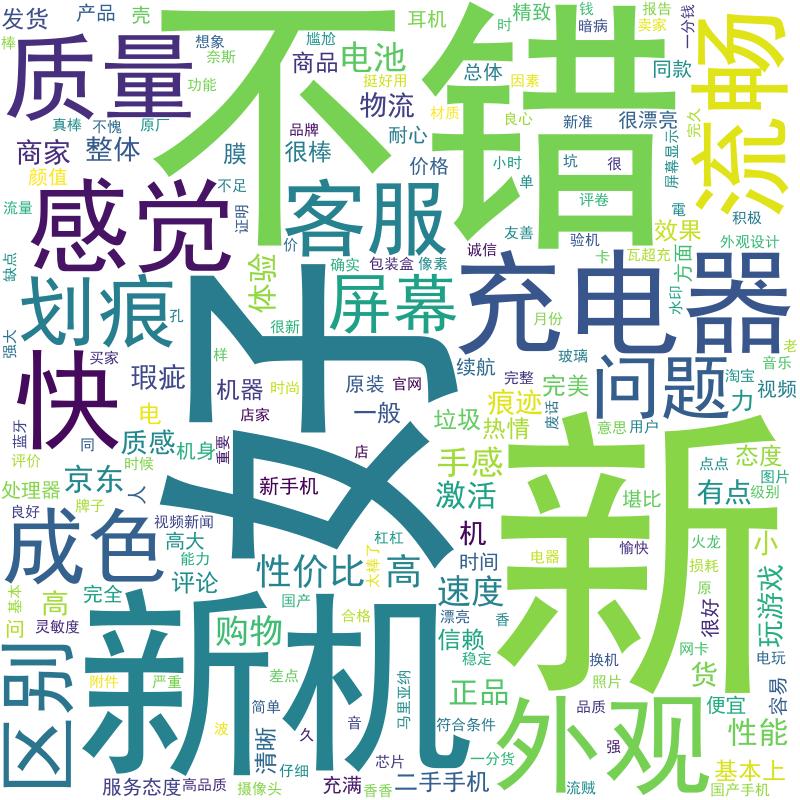 不错
好
新
新机
质量
感觉
流畅
客服
充电器
划痕
快
屏幕
问题
成色
区别
外观
发货
产品
壳
棒
想象
奈斯
功能
尴尬
商品
电池
耳机
挺好用
时
精致
暗病
报告
卖家
钱
一分钱
总体
因素
同款
材质
良心
新准
很漂亮
物流
耐心
品牌
真棒
不愧
原厂
商家
整体
膜
很棒
价格
小时
坑
很
屏幕显示
完久
颜值
不足
单
评卷
電
积极
流量
证明
友善
效果
外观设计
缺点
价
诚信
验机
卡
瓦超充
方面
体验
确实
包装盒
像素
水印
强大
孔
很新
月份
老
买家
样
瑕疵
机器
时尚
原装
官网
续航
玻璃
完整
完美
音乐
淘宝
视频
力
蓝牙
同
店家
一般
痕迹
废话
电
质感
机身
重要
店
垃圾
热情
意思
用户
评价
时候
京东
手感
点点
态度
图片
处理器
人
牌子
新手机
激活
堪比
有点
级别
良好
视频新闻
杠杠
机
小
高大
能力
太棒了
时间
电器
愉快
火龙
损耗
基本
完全
评论
性价比
高
速度
原
玩游戏
高
国产
问
灵敏度
购物
合格
漂亮
香
信赖
很好
稳定
换机
网卡
电玩
附件
严重
差点
照片
货
容易
马里亚纳
正品
波
简单
久
音
符合条件
品质
便宜
清晰
强
性能
仔细
芯片
一分货
基本上
服务态度
高品质
摄像头
充满
香香
二手手机
流贼
国产手机